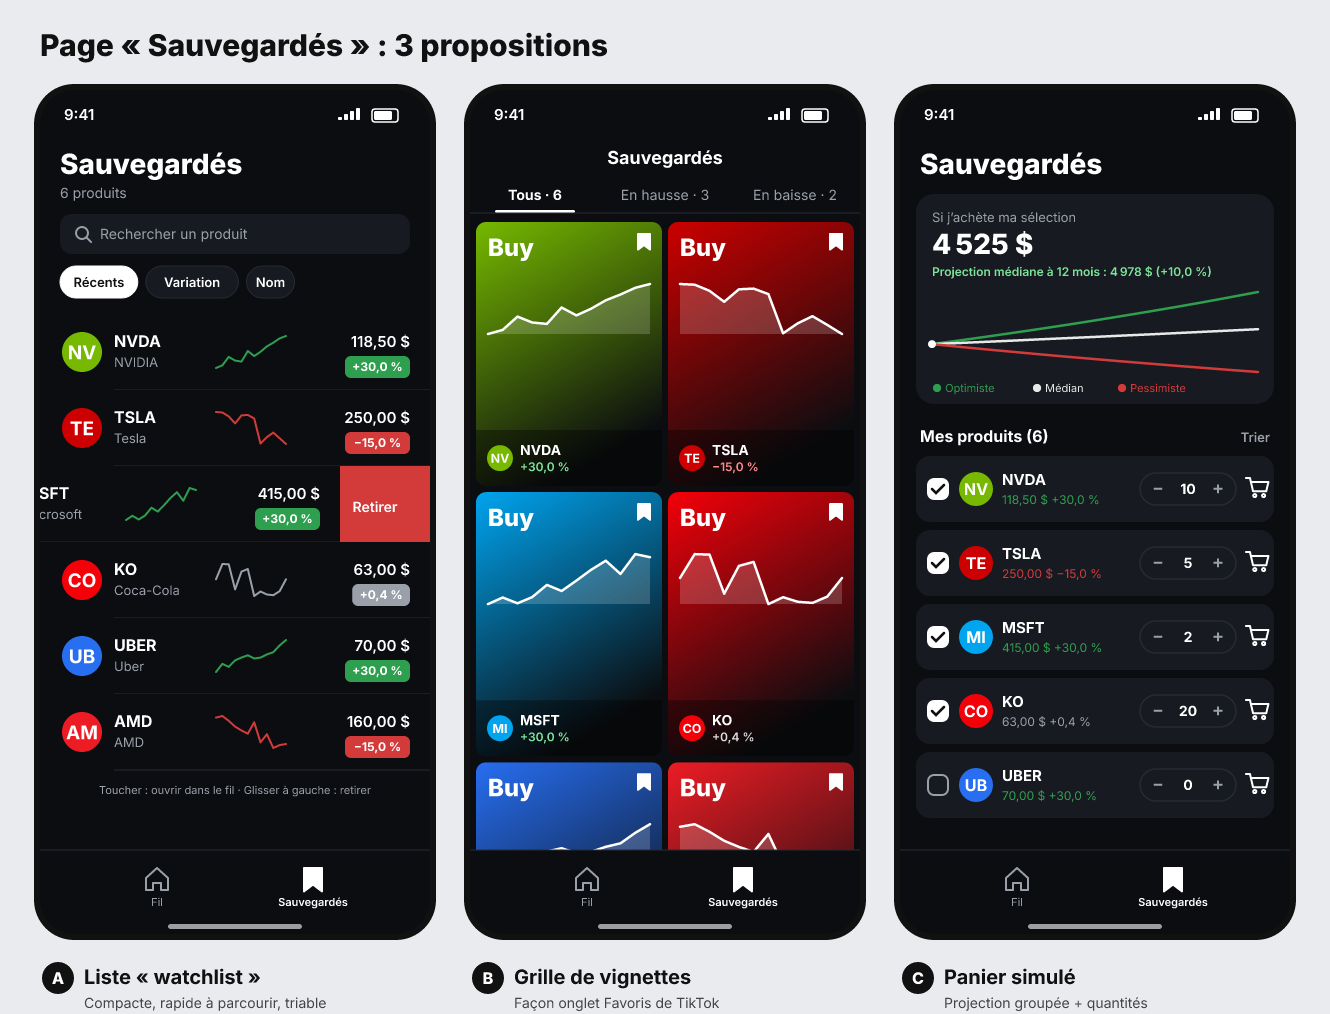 Page « Sauvegardés » : 3 propositions
9:41
Sauvegardés
6 produits
Rechercher un produit
Récents
Variation
Nom
NV
NVDA
NVIDIA
118,50 $
+30,0 %
TE
TSLA
Tesla
250,00 $
−15,0 %
SFT
crosoft
415,00 $
+30,0 %
Retirer
CO
KO
Coca-Cola
63,00 $
+0,4 %
UB
UBER
Uber
70,00 $
+30,0 %
AM
AMD
AMD
160,00 $
−15,0 %
Toucher : ouvrir dans le fil · Glisser à gauche : retirer
Fil
Sauvegardés
A
Liste « watchlist »
Compacte, rapide à parcourir, triable
9:41
Sauvegardés
Tous · 6
En hausse · 3
En baisse · 2
Buy
NV
NVDA
+30,0 %
Buy
TE
TSLA
−15,0 %
Buy
MI
MSFT
+30,0 %
Buy
CO
KO
+0,4 %
Buy
Buy
Fil
Sauvegardés
B
Grille de vignettes
Façon onglet Favoris de TikTok
9:41
Sauvegardés
Si j’achète ma sélection
4 525 $
Projection médiane à 12 mois : 4 978 $ (+10,0 %)
Optimiste
Médian
Pessimiste
Mes produits (6)
Trier
NV
NVDA
118,50 $ +30,0 %
− 10 +
TE
TSLA
250,00 $ −15,0 %
− 5 +
MI
MSFT
415,00 $ +30,0 %
− 2 +
CO
KO
63,00 $ +0,4 %
− 20 +
UB
UBER
70,00 $ +30,0 %
− 0 +
Fil
Sauvegardés
C
Panier simulé
Projection groupée + quantités